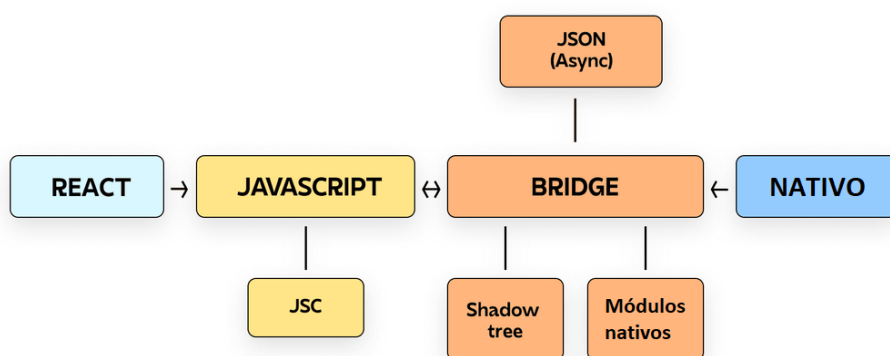 JSON
(Async)
REACT
JAVASCRIPT
BRIDGE
NATIVO
JSC
Shadow
tree
Módulos
nativos